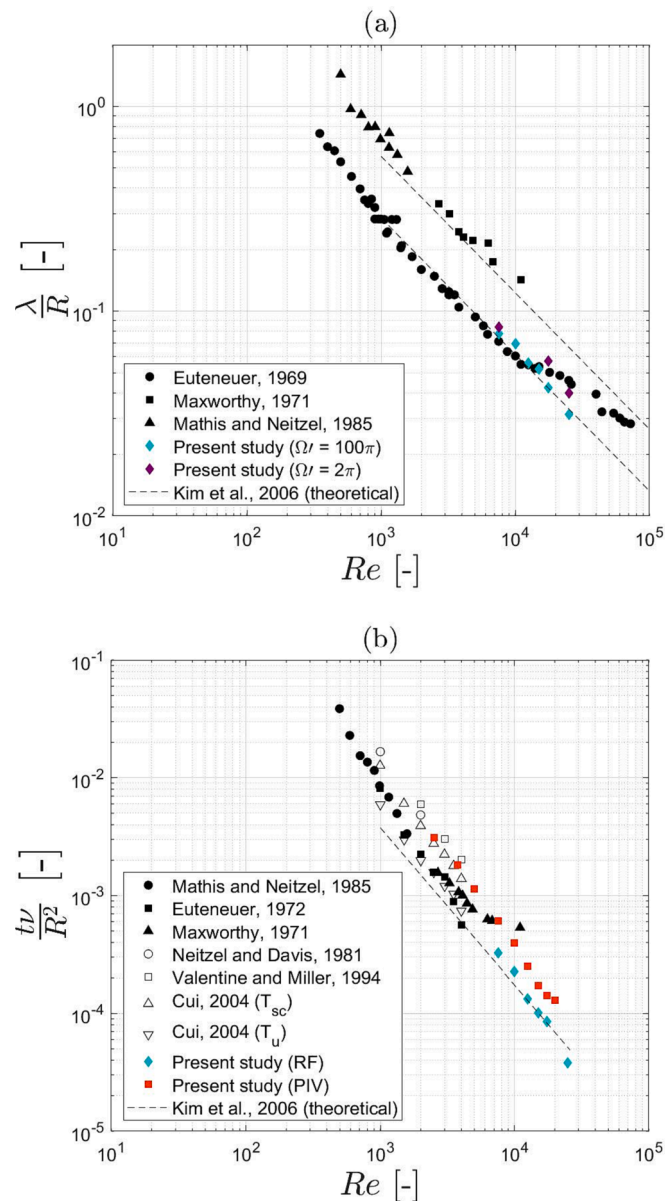 (a)
10^0
10^-1
10^-2
λ/R [-]
Euteneuer, 1969
Maxworthy, 1971
Mathis and Neitzel, 1985
Present study (Ω′ = 100π)
Present study (Ω′ = 2π)
Kim et al., 2006 (theoretical)
10^1 10^2 10^3 10^4 10^5
Re [-]
(b)
10^-1
10^-2
10^-3
10^-4
10^-5
tν/R^2 [-]
Mathis and Neitzel, 1985
Euteneuer, 1972
Maxworthy, 1971
Neitzel and Davis, 1981
Valentine and Miller, 1994
Cui, 2004 (T_sc)
Cui, 2004 (T_u)
Present study (RF)
Present study (PIV)
Kim et al., 2006 (theoretical)
10^1 10^2 10^3 10^4 10^5
Re [-]